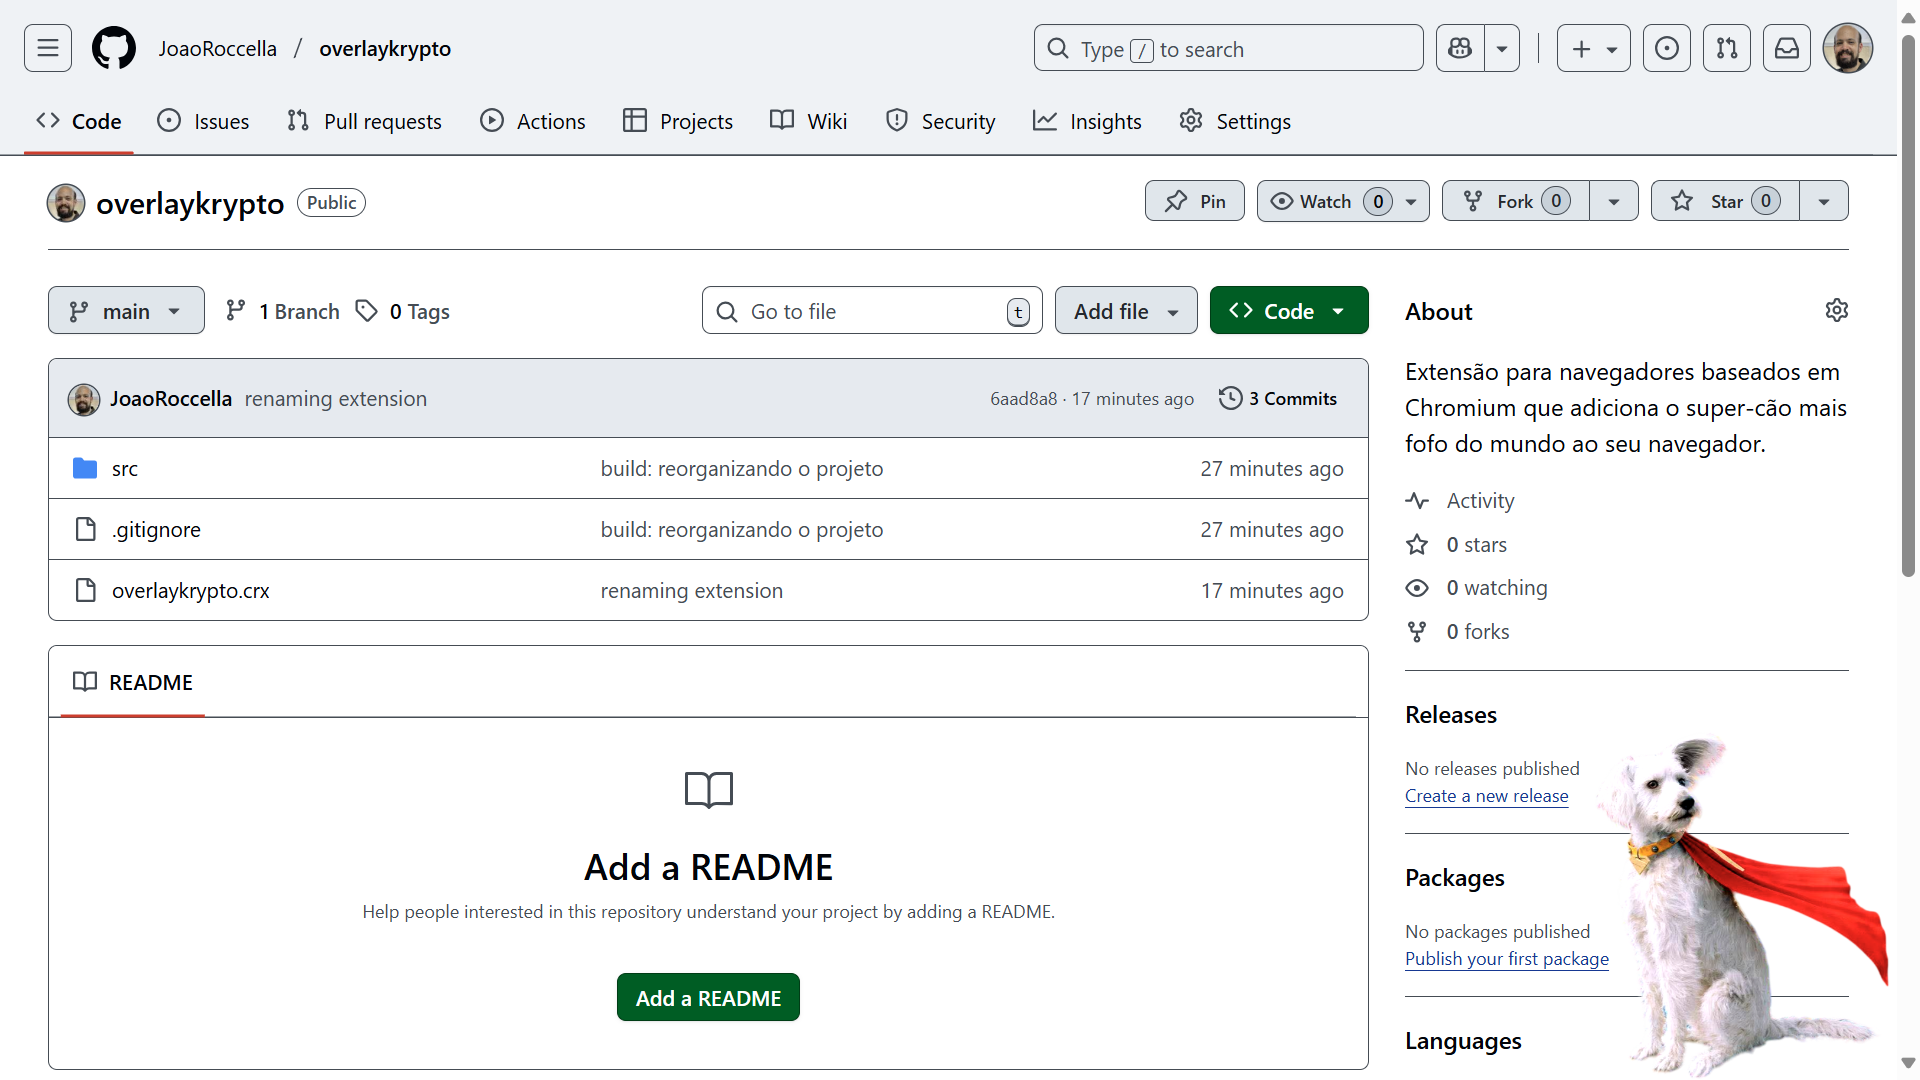 JoaoRoccella / overlaykrypto
Type / to search
Code
Issues
Pull requests
Actions
Projects
Wiki
Security
Insights
Settings
overlaykrypto Public
Pin
Watch 0
Fork 0
Star 0
main
1 Branch
0 Tags
Go to file t
Add file
Code
JoaoRoccella renaming extension 6aad8a8 · 17 minutes ago 3 Commits
src build: reorganizando o projeto 27 minutes ago
.gitignore build: reorganizando o projeto 27 minutes ago
overlaykrypto.crx renaming extension 17 minutes ago
README
Add a README
Help people interested in this repository understand your project by adding a README.
Add a README
About
Extensão para navegadores baseados em
Chromium que adiciona o super-cão mais
fofo do mundo ao seu navegador.
Activity
0 stars
0 watching
0 forks
Releases
No releases published
Create a new release
Packages
No packages published
Publish your first package
Languages